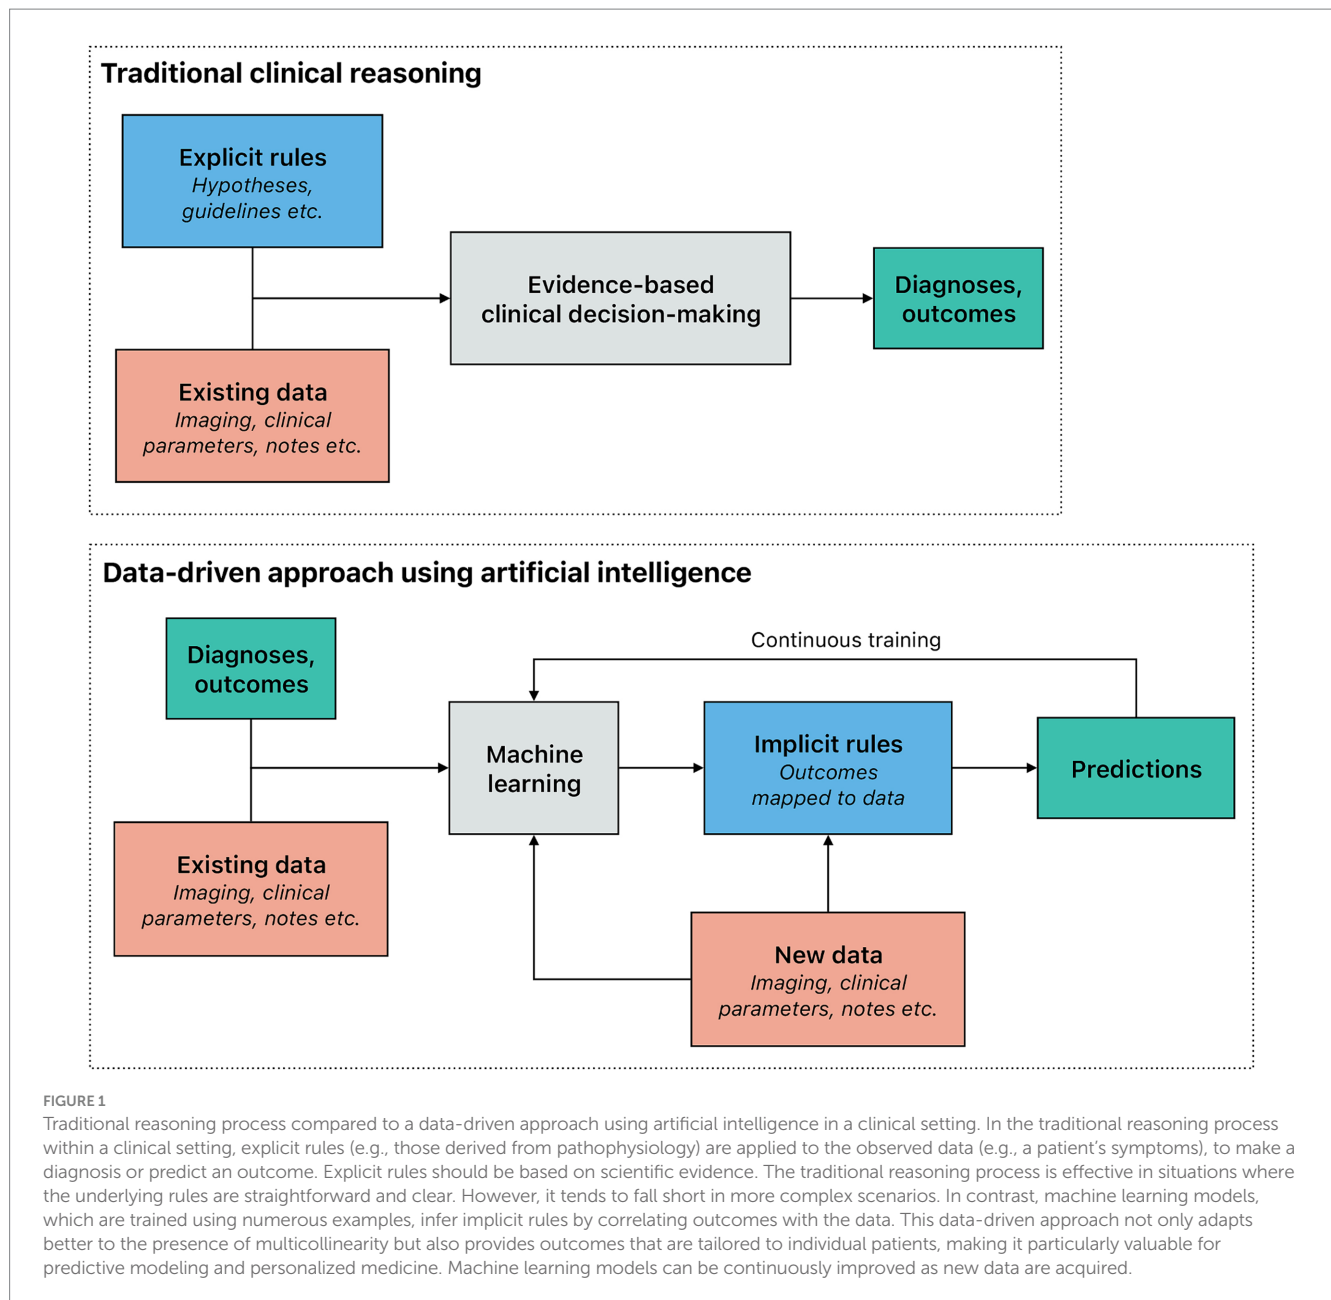 Traditional clinical reasoning
Explicit rules
Hypotheses,
guidelines etc.
Evidence-based
clinical decision-making
Diagnoses,
outcomes
Existing data
Imaging, clinical
parameters, notes etc.
Data-driven approach using artificial intelligence
Diagnoses,
outcomes
Continuous training
Machine
learning
Implicit rules
Outcomes
mapped to data
Predictions
Existing data
Imaging, clinical
parameters, notes etc.
New data
Imaging, clinical
parameters, notes etc.
FIGURE 1
Traditional reasoning process compared to a data-driven approach using artificial intelligence in a clinical setting. In the traditional reasoning process
within a clinical setting, explicit rules (e.g., those derived from pathophysiology) are applied to the observed data (e.g., a patient's symptoms), to make a
diagnosis or predict an outcome. Explicit rules should be based on scientific evidence. The traditional reasoning process is effective in situations where
the underlying rules are straightforward and clear. However, it tends to fall short in more complex scenarios. In contrast, machine learning models,
which are trained using numerous examples, infer implicit rules by correlating outcomes with the data. This data-driven approach not only adapts
better to the presence of multicollinearity but also provides outcomes that are tailored to individual patients, making it particularly valuable for
predictive modeling and personalized medicine. Machine learning models can be continuously improved as new data are acquired.